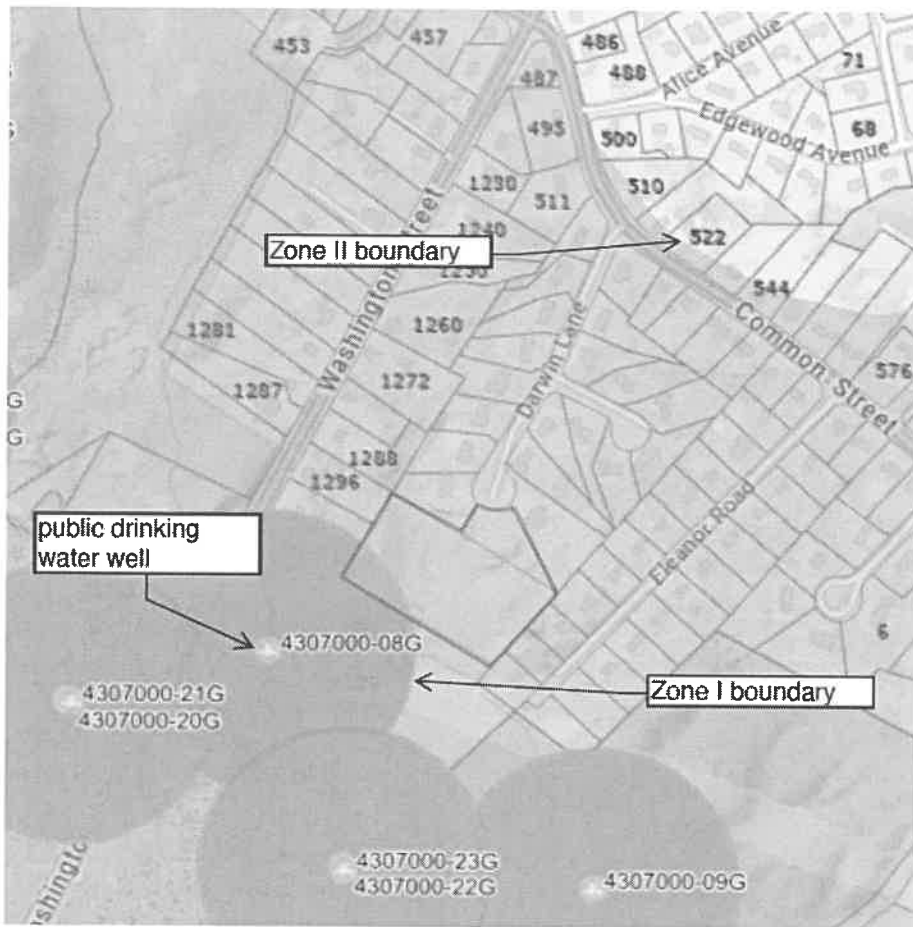 453
457
486
488
Alice Avenue
71
487
495
500
Edgewood Avenue
68
1230
511
510
1240
522
Zone II boundary
Washington Street
544
1281
1260
Darwin Lane
Common Street
576
1287
1272
G
G
1288
1296
Eleanor Road
public drinking
water well
4307000-08G
6
4307000-21G
4307000-20G
Zone I boundary
4307000-23G
4307000-22G
4307000-09G